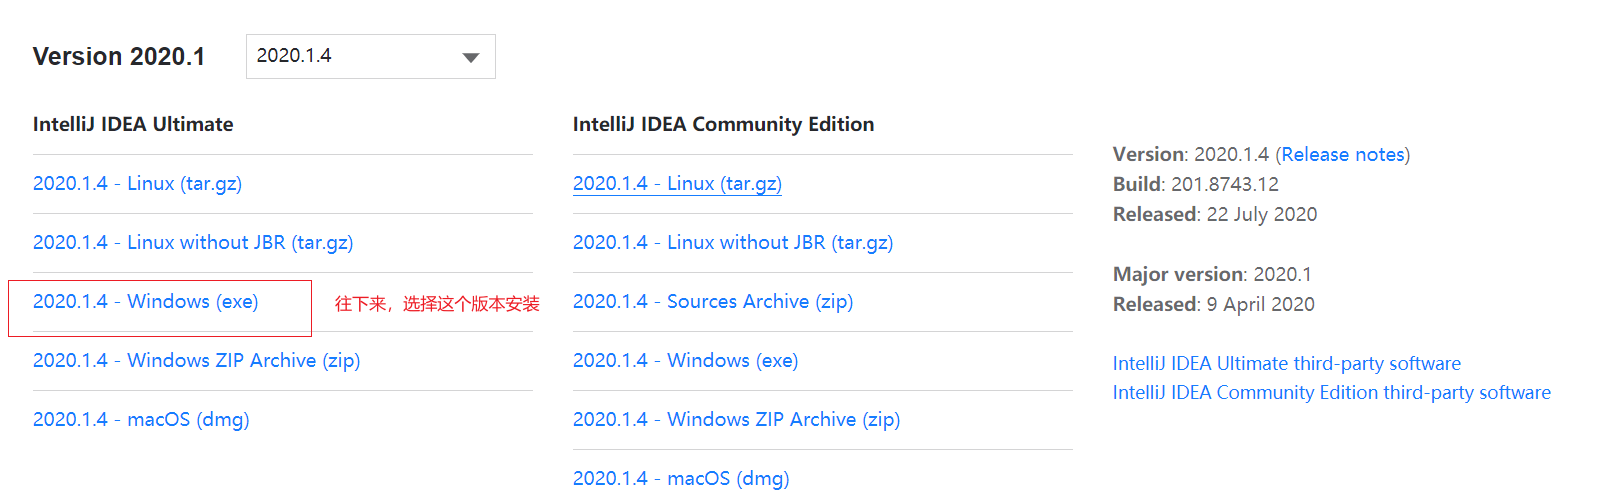 Version 2020.1
2020.1.4
IntelliJ IDEA Ultimate
2020.1.4 - Linux (tar.gz)
2020.1.4 - Linux without JBR (tar.gz)
2020.1.4 - Windows (exe)
往下来，选择这个版本安装
2020.1.4 - Windows ZIP Archive (zip)
2020.1.4 - macOS (dmg)
IntelliJ IDEA Community Edition
2020.1.4 - Linux (tar.gz)
2020.1.4 - Linux without JBR (tar.gz)
2020.1.4 - Sources Archive (zip)
2020.1.4 - Windows (exe)
2020.1.4 - Windows ZIP Archive (zip)
2020.1.4 - macOS (dmg)
Version: 2020.1.4 (Release notes)
Build: 201.8743.12
Released: 22 July 2020
Major version: 2020.1
Released: 9 April 2020
IntelliJ IDEA Ultimate third-party software
IntelliJ IDEA Community Edition third-party software